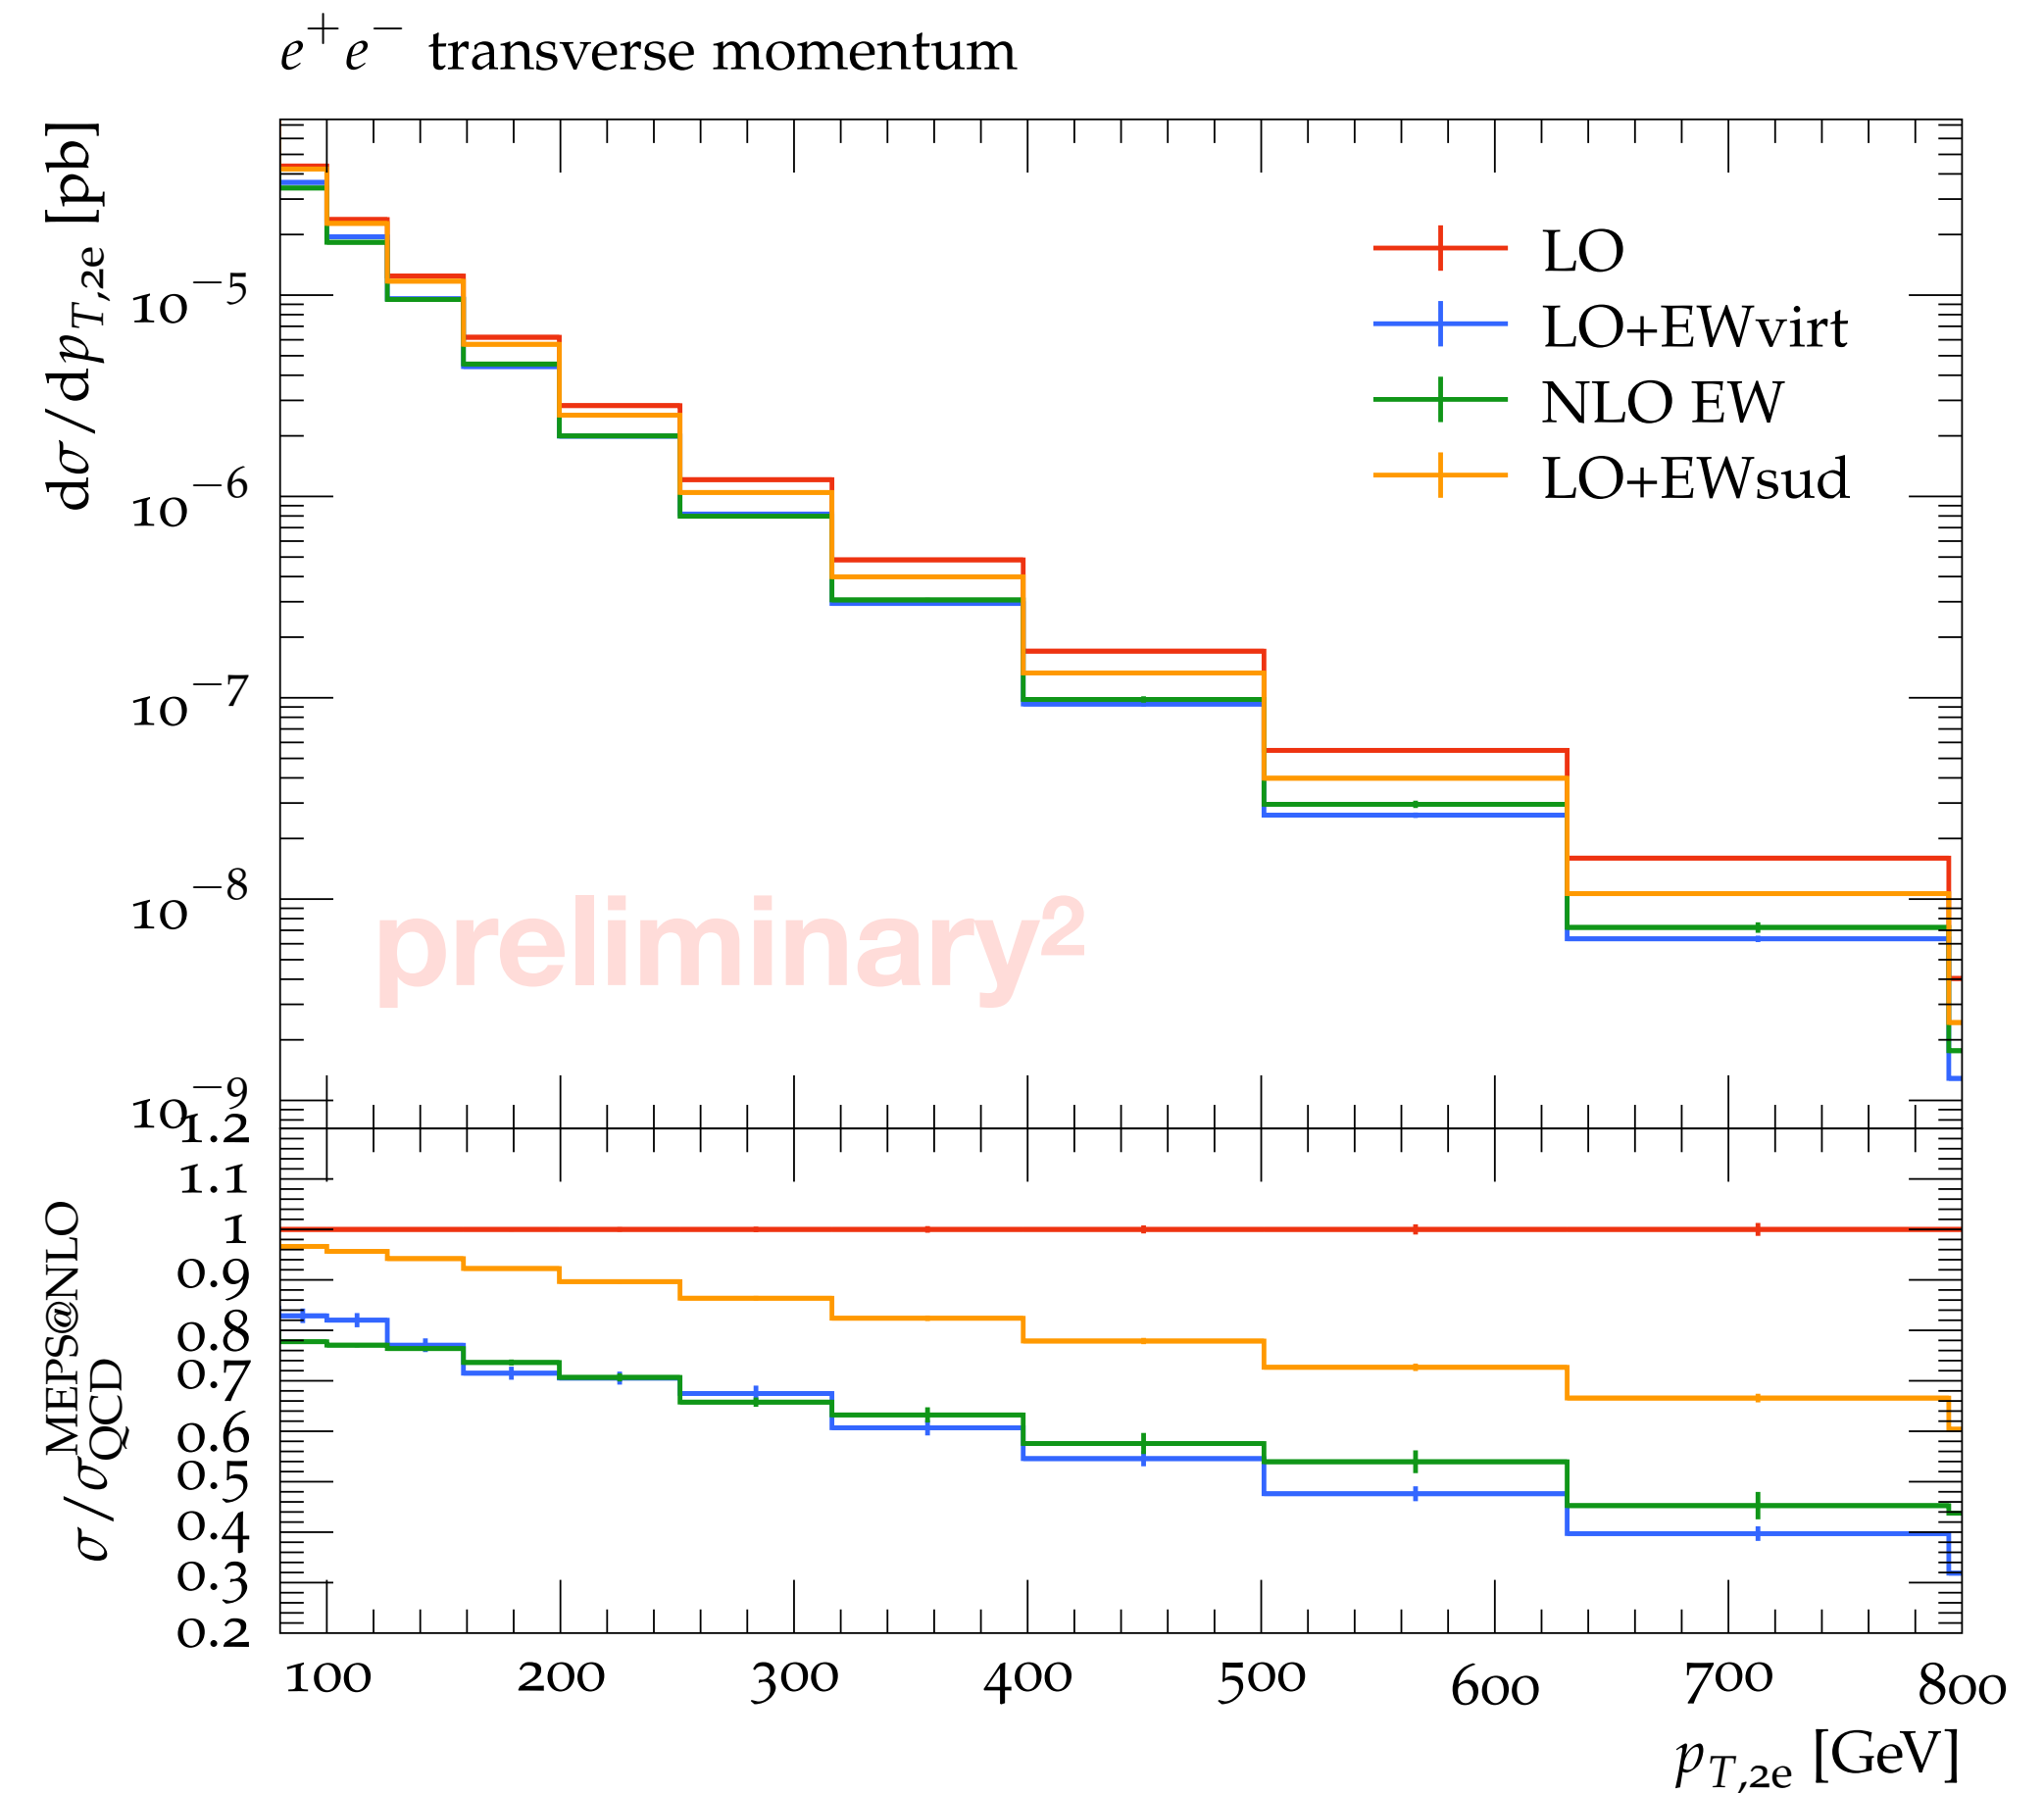 e⁺e⁻ transverse momentum
dσ/dp_T,2e [pb]
10⁻⁵
10⁻⁶
10⁻⁷
10⁻⁸
10⁻⁹
LO
LO+EWvirt
NLO EW
LO+EWsud
preliminary²
σ/σ_QCD^MEPS@NLO
1.2
1.1
1
0.9
0.8
0.7
0.6
0.5
0.4
0.3
0.2
100 200 300 400 500 600 700 800
p_T,2e [GeV]